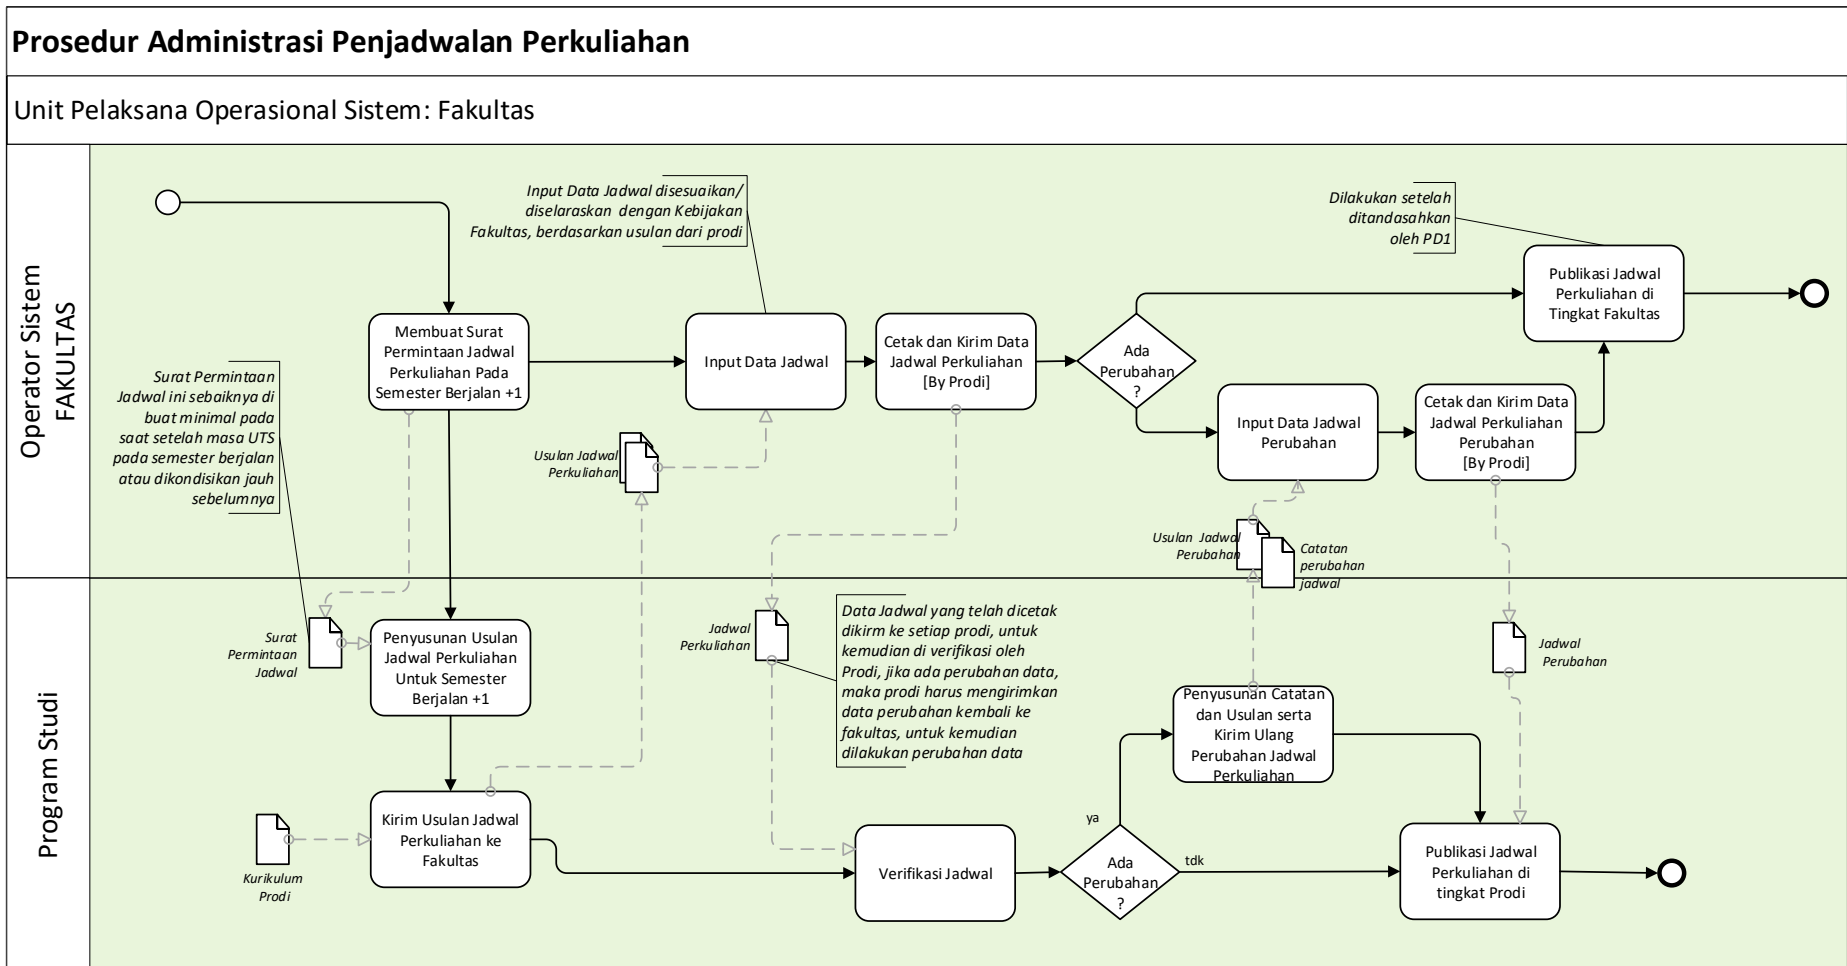 Prosedur Administrasi Penjadwalan Perkuliahan
Unit Pelaksana Operasional Sistem: Fakultas
Operator Sistem
FAKULTAS
Input Data Jadwal disesuaikan/
diselaraskan dengan Kebijakan
Fakultas, berdasarkan usulan dari prodi
Dilakukan setelah
ditandasahkan
oleh PD1
Membuat Surat
Permintaan Jadwal
Perkuliahan Pada
Semester Berjalan +1
Input Data Jadwal
Cetak dan Kirim Data
Jadwal Perkuliahan
[By Prodi]
Ada
Perubahan
?
Publikasi Jadwal
Perkuliahan di
Tingkat Fakultas
Surat Permintaan
Jadwal ini sebaiknya di
buat minimal pada
saat setelah masa UTS
pada semester berjalan
atau dikondisikan jauh
sebelumnya
Usulan Jadwal
Perkuliahan
Input Data Jadwal
Perubahan
Cetak dan Kirim Data
Jadwal Perkuliahan
Perubahan
[By Prodi]
Usulan Jadwal
Perubahan
Catatan
perubahan
jadwal
Program Studi
Surat
Permintaan
Jadwal
Penyusunan Usulan
Jadwal Perkuliahan
Untuk Semester
Berjalan +1
Jadwal
Perkuliahan
Data Jadwal yang telah dicetak
dikirm ke setiap prodi, untuk
kemudian di verifikasi oleh
Prodi, jika ada perubahan data,
maka prodi harus mengirimkan
data perubahan kembali ke
fakultas, untuk kemudian
dilakukan perubahan data
Jadwal
Perubahan
Penyusunan Catatan
dan Usulan serta
Kirim Ulang
Perubahan Jadwal
Perkuliahan
Kurikulum
Prodi
Kirim Usulan Jadwal
Perkuliahan ke
Fakultas
Verifikasi Jadwal
ya
Ada
Perubahan
?
tdk
Publikasi Jadwal
Perkuliahan di
tingkat Prodi